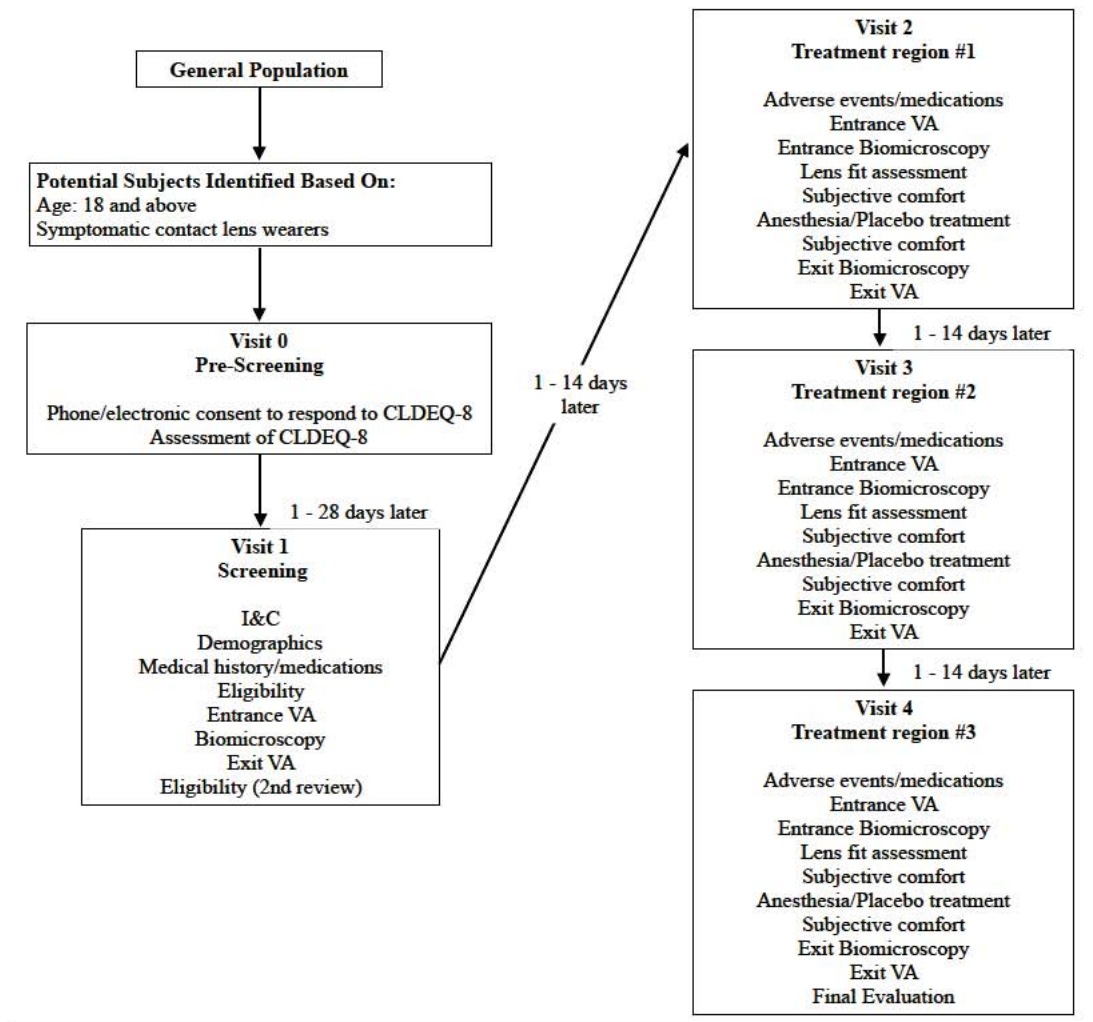 General Population
Potential Subjects Identified Based On:
Age: 18 and above
Symptomatic contact lens wearers
Visit 0
Pre-Screening
Phone/electronic consent to respond to CLDEQ-8
Assessment of CLDEQ-8
1 - 28 days later
Visit 1
Screening
I&C
Demographics
Medical history/medications
Eligibility
Entrance VA
Biomicroscopy
Exit VA
Eligibility (2nd review)
1 - 14 days
later
Visit 2
Treatment region #1
Adverse events/medications
Entrance VA
Entrance Biomicroscopy
Lens fit assessment
Subjective comfort
Anesthesia/Placebo treatment
Subjective comfort
Exit Biomicroscopy
Exit VA
1 - 14 days later
Visit 3
Treatment region #2
Adverse events/medications
Entrance VA
Entrance Biomicroscopy
Lens fit assessment
Subjective comfort
Anesthesia/Placebo treatment
Subjective comfort
Exit Biomicroscopy
Exit VA
1 - 14 days later
Visit 4
Treatment region #3
Adverse events/medications
Entrance VA
Entrance Biomicroscopy
Lens fit assessment
Subjective comfort
Anesthesia/Placebo treatment
Subjective comfort
Exit Biomicroscopy
Exit VA
Final Evaluation